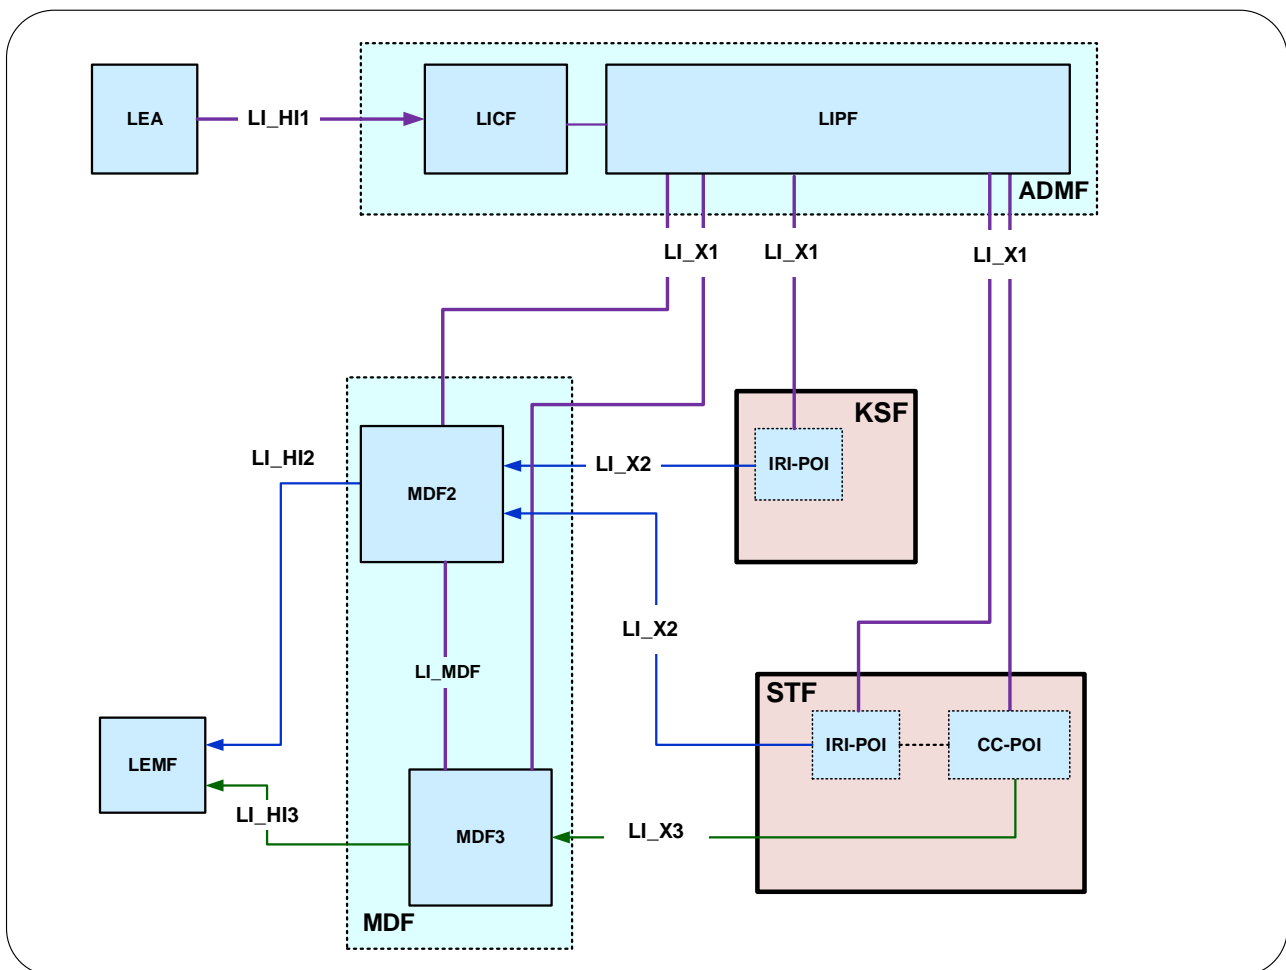 LEA
LI_HI1
LICF
LIPF
ADMF
LI_X1
LI_X1
LI_X1
KSF
IRI-POI
LI_HI2
LI_X2
MDF2
LI_X2
LI_MDF
STF
IRI-POI
CC-POI
LEMF
LI_HI3
MDF3
LI_X3
MDF